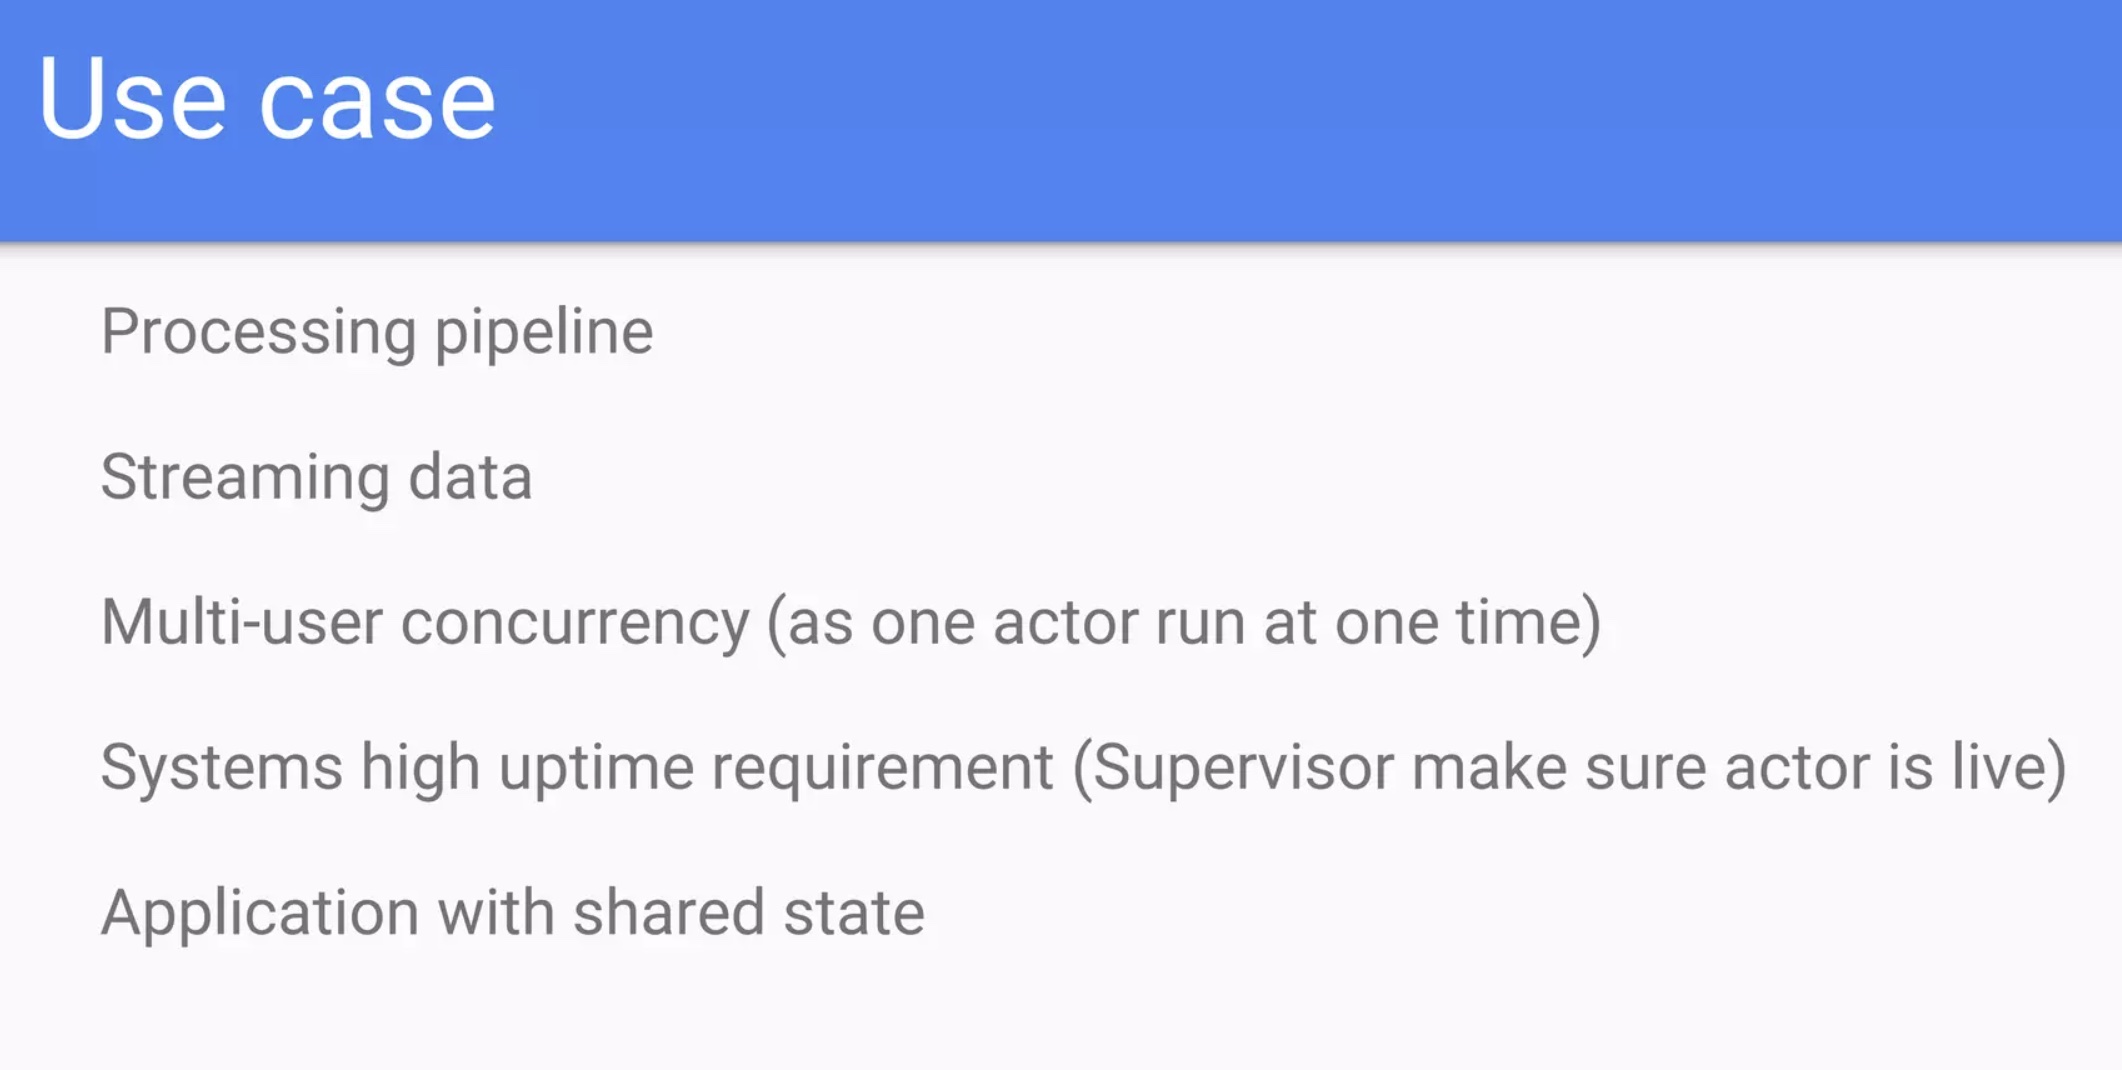 Use case
Processing pipeline
Streaming data
Multi-user concurrency (as one actor run at one time)
Systems high uptime requirement (Supervisor make sure actor is live)
Application with shared state